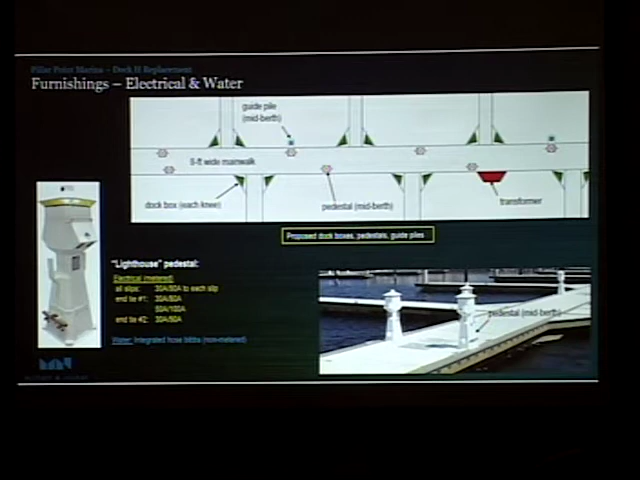 Pillar Point Marina – Dock H Replacement
Furnishings – Electrical & Water
guide pile
(mid-berth)
8-ft wide mainwalk
dock box (each knee)
pedestal (mid-berth)
transformer
Proposed dock boxes, pedestals, guide piles
"Lighthouse" pedestal:
Electrical (metered)
all slips: 30A/50A to each slip
end tie #1: 30A/50A
50A/100A
end tie #2: 30A/50A
Water: Integrated hose bibbs (non-metered)
pedestal (mid-berth)